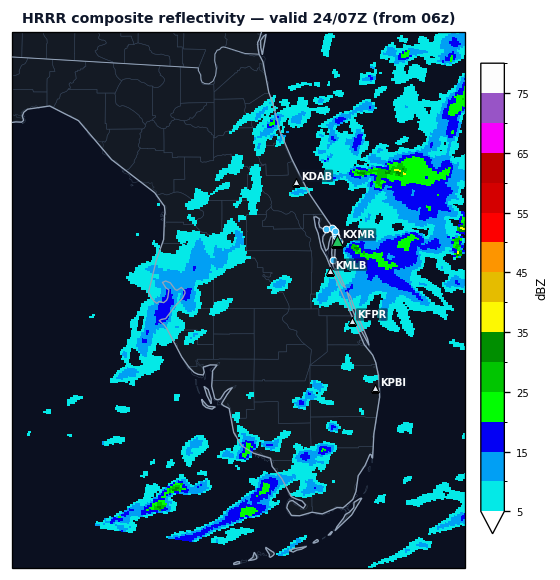 HRRR composite reflectivity — valid 24/07Z (from 06z)
KDAB
KXMR
KMLB
KFPR
KPBI
75
65
55
45
35
25
15
5
dBZ